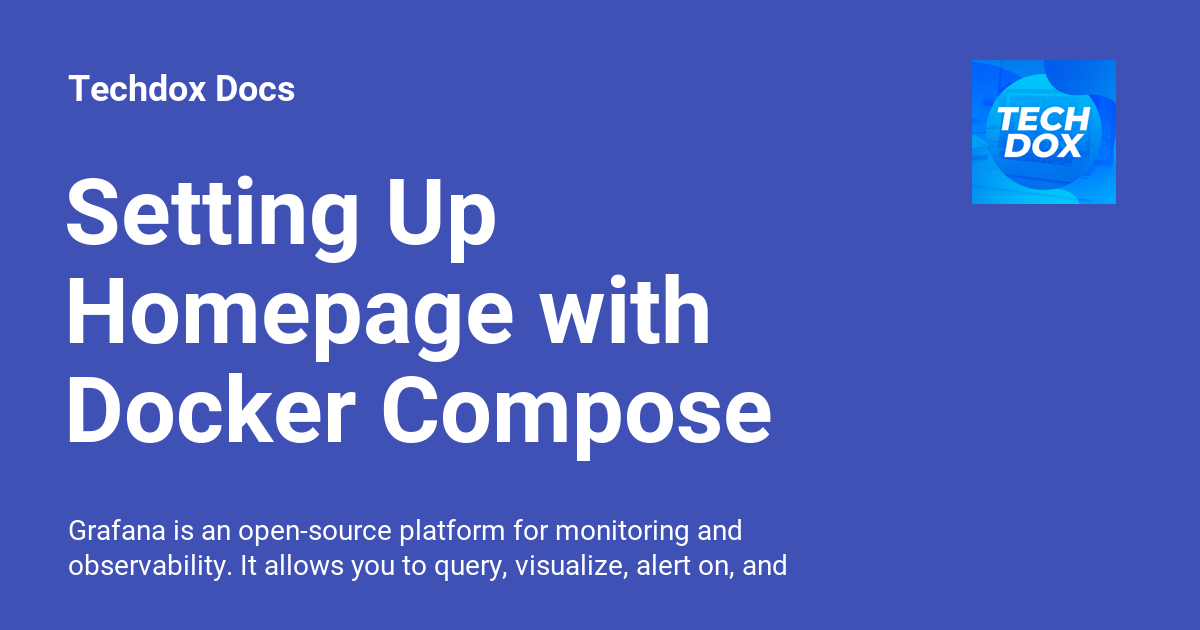 Techdox Docs
TECH
DOX
Setting Up
Homepage with
Docker Compose
Grafana is an open-source platform for monitoring and
observability. It allows you to query, visualize, alert on, and